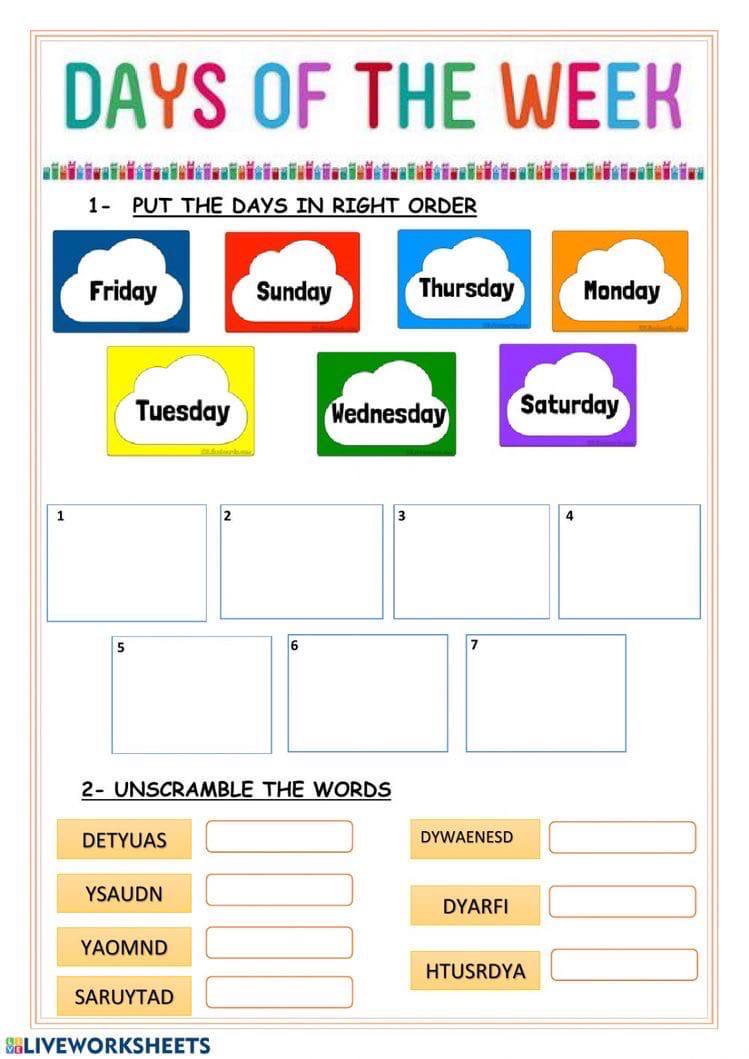 DAYS OF THE WEEK
1- PUT THE DAYS IN RIGHT ORDER
Friday Sunday Thursday Monday
Tuesday Wednesday Saturday
1 2 3 4
5 6 7
2- UNSCRAMBLE THE WORDS
DETYUAS DYWAENESD
YSAUDN DYARFI
YAOMND HTUSRDYA
SARUYTAD
LIVEWORKSHEETS